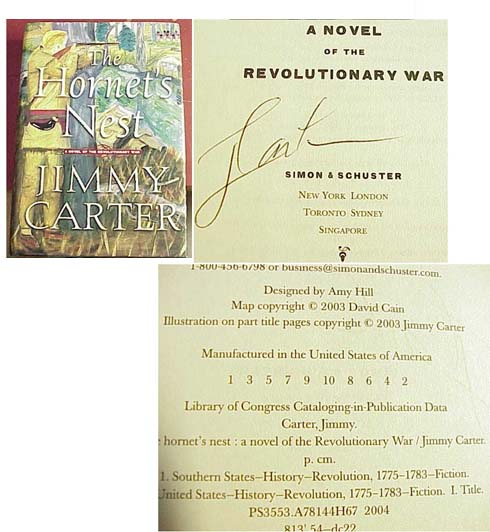 The
Hornet's
Nest
A NOVEL OF THE REVOLUTIONARY WAR
JIMMY
CARTER
A NOVEL
OF THE
REVOLUTIONARY WAR
J Carter
SIMON & SCHUSTER
NEW YORK LONDON
TORONTO SYDNEY
SINGAPORE
1-800-456-6798 or business@simonandschuster.com.
Designed by Amy Hill
Map copyright © 2003 David Cain
Illustration on part title pages copyright © 2003 Jimmy Carter
Manufactured in the United States of America
1 3 5 7 9 10 8 6 4 2
Library of Congress Cataloging-in-Publication Data
Carter, Jimmy.
hornet's nest : a novel of the Revolutionary War / Jimmy Carter.
p. cm.
1. Southern States—History—Revolution, 1775–1783—Fiction.
United States—History—Revolution, 1775–1783—Fiction. I. Title.
PS3553.A78144H67 2004
813'.54—dc22